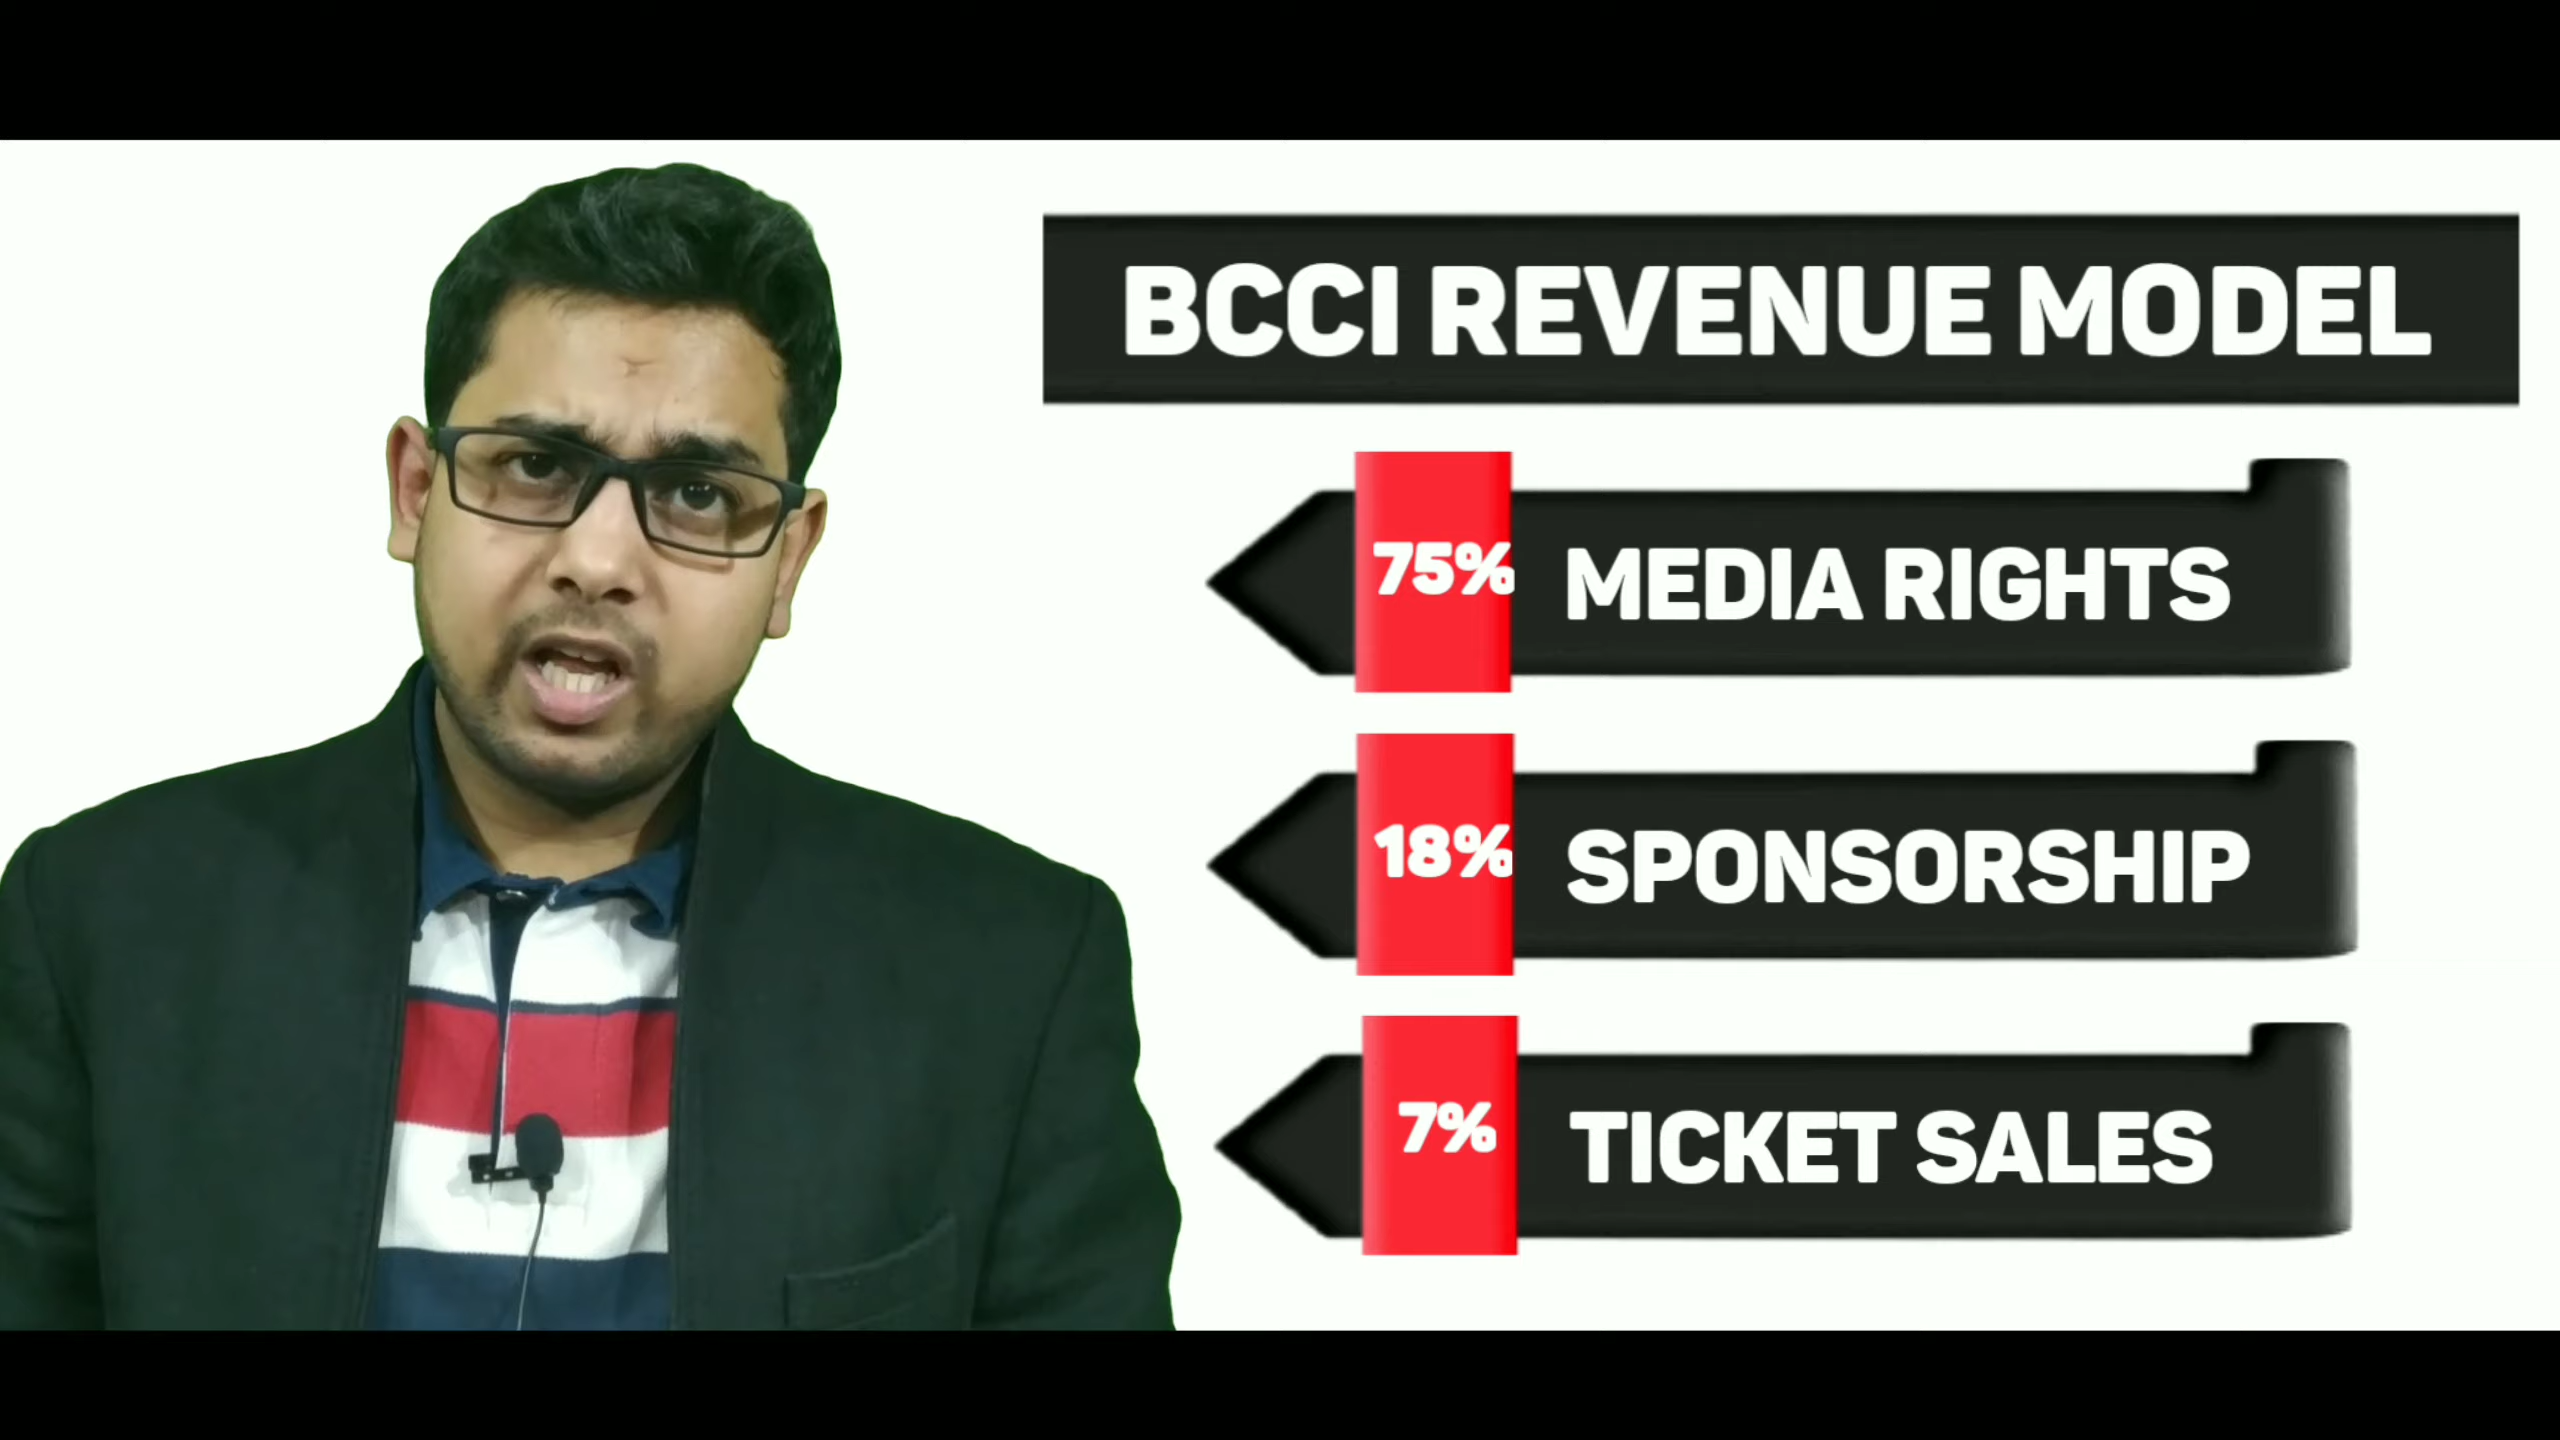 BCCI REVENUE MODEL
75% MEDIA RIGHTS
18% SPONSORSHIP
7% TICKET SALES